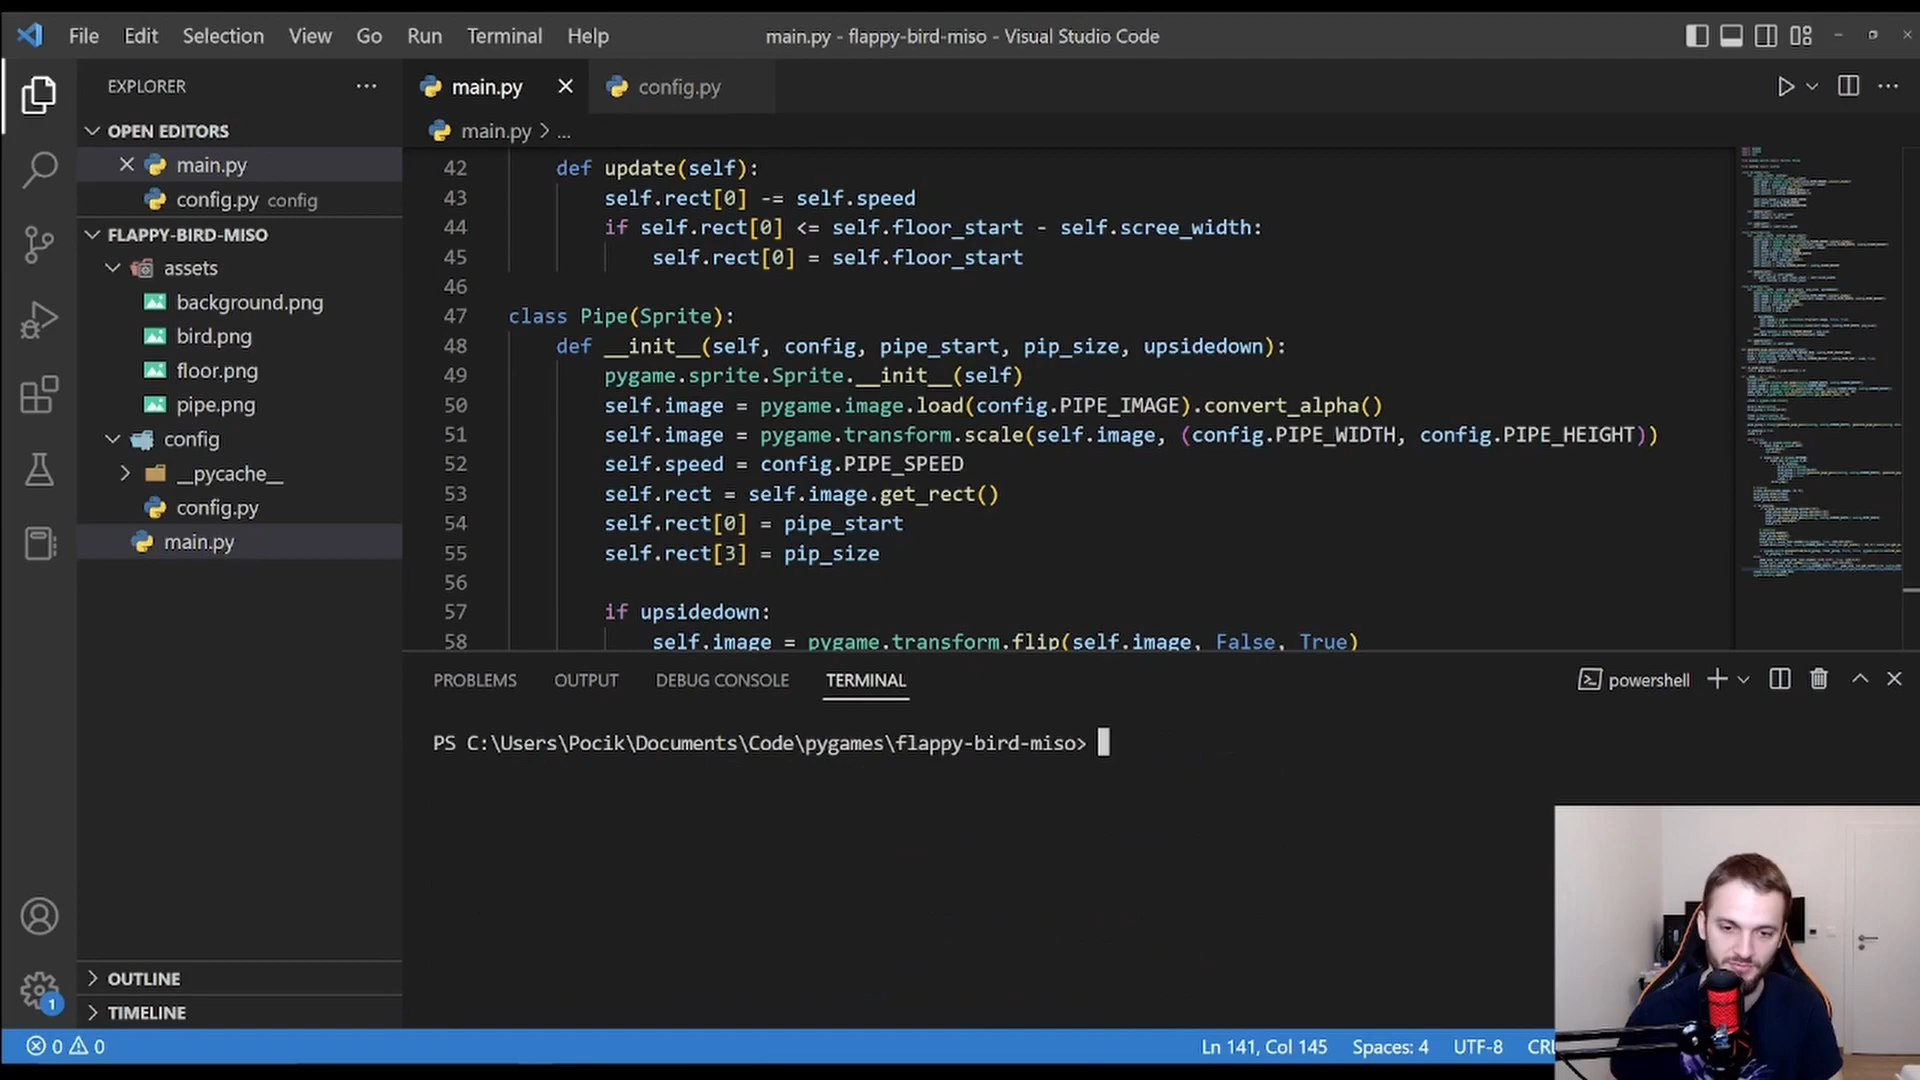 File Edit Selection View Go Run Terminal Help
main.py - flappy-bird-miso - Visual Studio Code
EXPLORER
OPEN EDITORS
main.py
config.py config
FLAPPY-BIRD-MISO
assets
background.png
bird.png
floor.png
pipe.png
config
__pycache__
config.py
main.py
OUTLINE
TIMELINE
1
main.py
config.py
main.py > ...
42 def update(self):
43 self.rect[0] -= self.speed
44 if self.rect[0] <= self.floor_start - self.scree_width:
45 self.rect[0] = self.floor_start
46
47 class Pipe(Sprite):
48 def __init__(self, config, pipe_start, pip_size, upsidedown):
49 pygame.sprite.Sprite.__init__(self)
50 self.image = pygame.image.load(config.PIPE_IMAGE).convert_alpha()
51 self.image = pygame.transform.scale(self.image, (config.PIPE_WIDTH, config.PIPE_HEIGHT))
52 self.speed = config.PIPE_SPEED
53 self.rect = self.image.get_rect()
54 self.rect[0] = pipe_start
55 self.rect[3] = pip_size
56
57 if upsidedown:
58 self.image = pygame.transform.flip(self.image, False, True)
PROBLEMS OUTPUT DEBUG CONSOLE TERMINAL
powershell
PS C:\Users\Pocik\Documents\Code\pygames\flappy-bird-miso>
0 0
Ln 141, Col 145 Spaces: 4 UTF-8